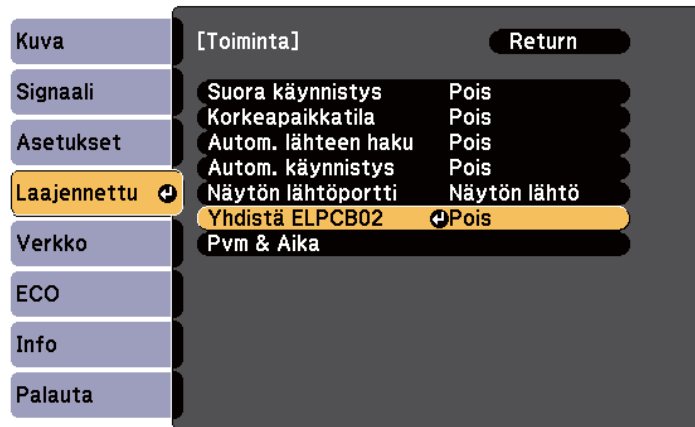 Kuva
Signaali
Asetukset
Laajennettu
Verkko
ECO
Info
Palauta
[Toiminta] Return
Suora käynnistys Pois
Korkeapaikkatila Pois
Autom. lähteen haku Pois
Autom. käynnistys Pois
Näytön lähtöportti Näytön lähtö
Yhdistä ELPCB02 Pois
Pvm & Aika